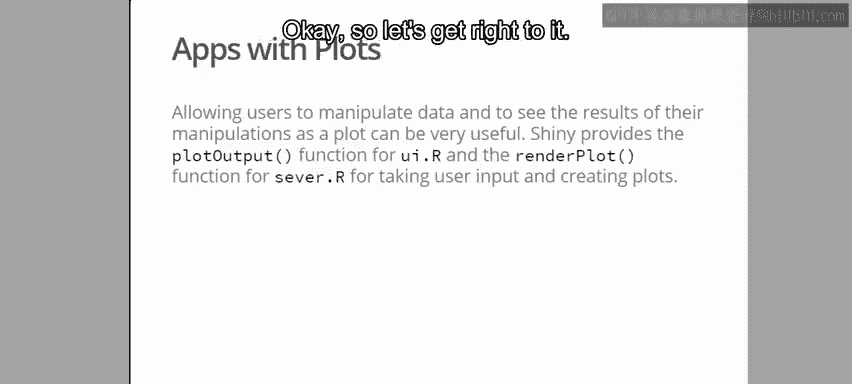 Okay, so let's get right to it.
Apps with Plots
Allowing users to manipulate data and to see the results of their
manipulations as a plot can be very useful. Shiny provides the
plotOutput() function for ui.R and the renderPlot()
function for sever.R for taking user input and creating plots.